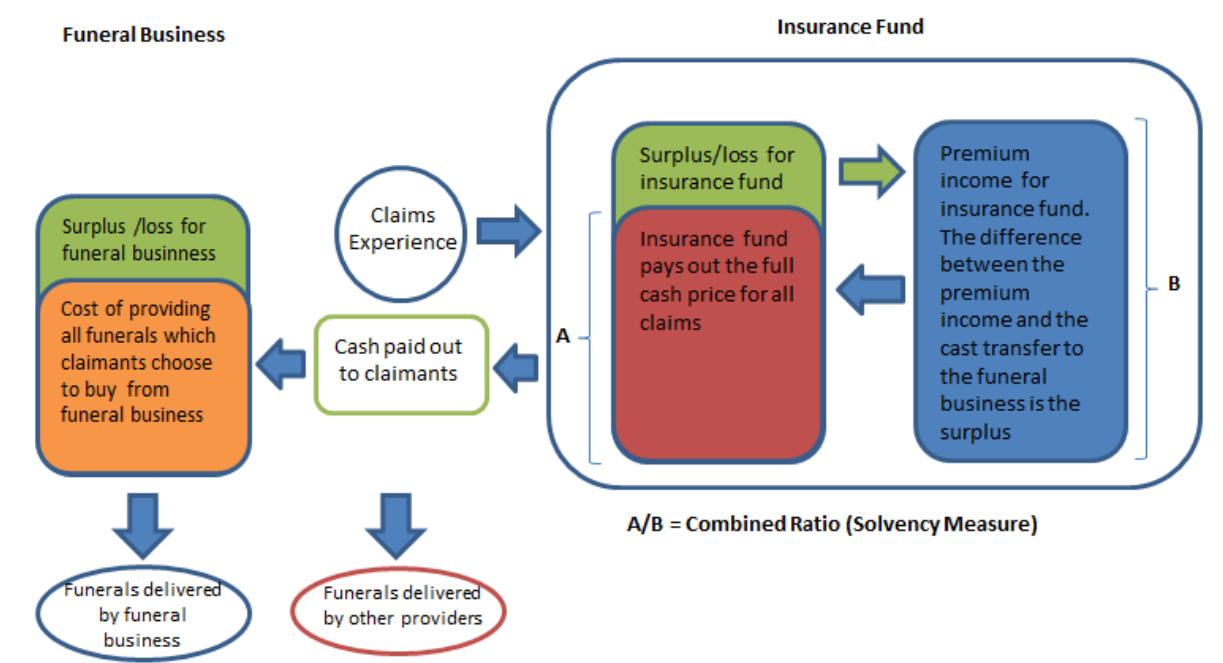 Funeral Business
Insurance Fund
Surplus /loss for
funeral businness
Cost of providing
all funerals which
claimants choose
to buy from
funeral business
Claims
Experience
Cash paid out
to claimants
A
Surplus/loss for
insurance fund
Insurance fund
pays out the full
cash price for all
claims
Premium
income for
insurance fund.
The difference
between the
premium
income and the
cast transfer to
the funeral
business is the
surplus
B
A/B = Combined Ratio (Solvency Measure)
Funerals delivered
by funeral
business
Funerals delivered
by other providers